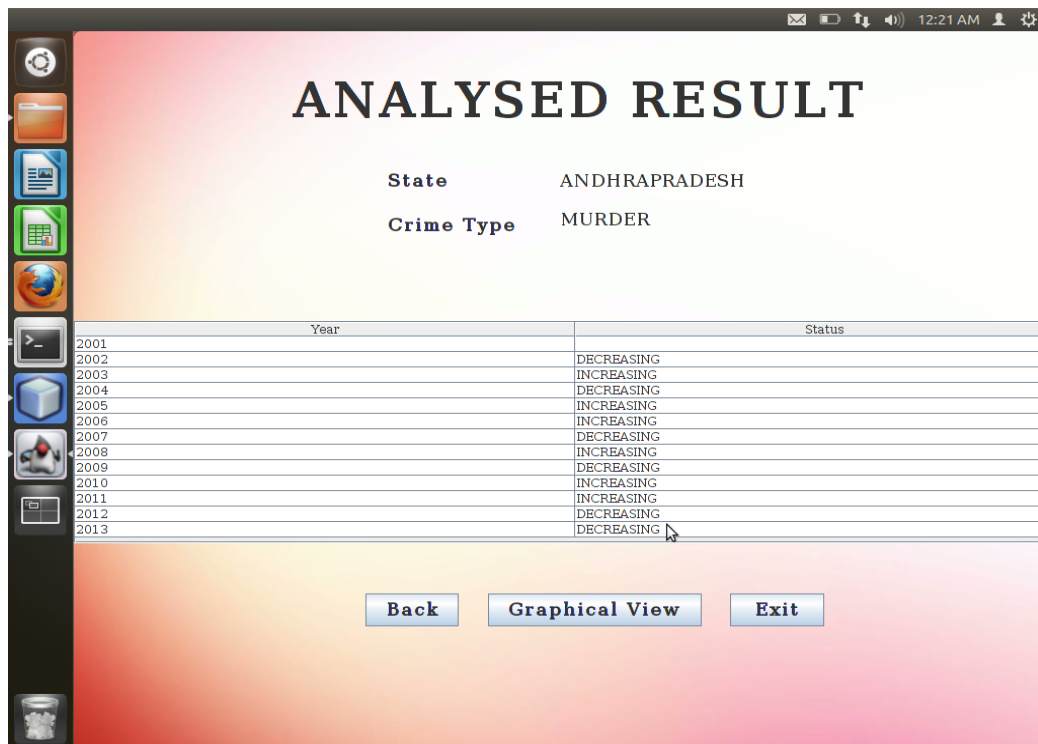 12:21 AM
ANALYSED RESULT
State ANDHRAPRADESH
Crime Type MURDER
Year Status
2001
2002 DECREASING
2003 INCREASING
2004 DECREASING
2005 INCREASING
2006 INCREASING
2007 DECREASING
2008 INCREASING
2009 DECREASING
2010 INCREASING
2011 INCREASING
2012 DECREASING
2013 DECREASING
Back Graphical View Exit